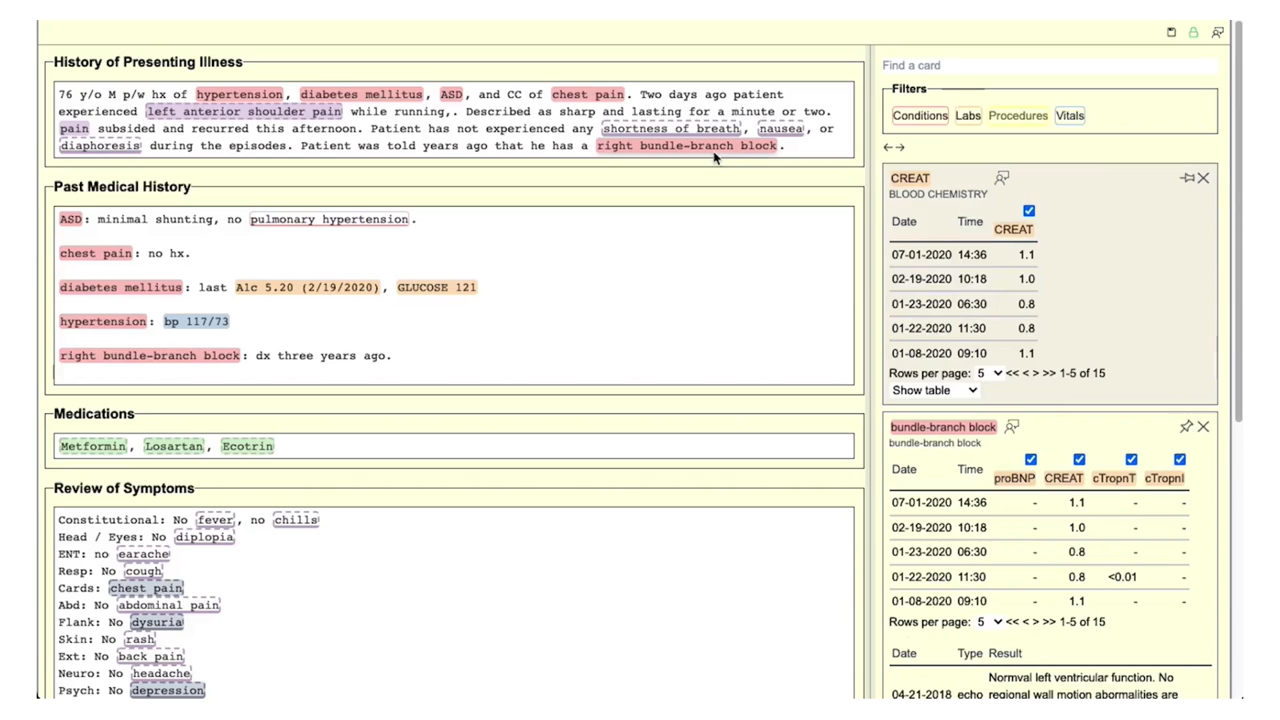 History of Presenting Illness
76 y/o M p/w hx of hypertension, diabetes mellitus, ASD, and CC of chest pain. Two days ago patient
experienced left anterior shoulder pain while running,. Described as sharp and lasting for a minute or two.
pain subsided and recurred this afternoon. Patient has not experienced any shortness of breath, nausea, or
diaphoresis during the episodes. Patient was told years ago that he has a right bundle-branch block.
Past Medical History
ASD: minimal shunting, no pulmonary hypertension.
chest pain: no hx.
diabetes mellitus: last A1c 5.20 (2/19/2020), GLUCOSE 121
hypertension: bp 117/73
right bundle-branch block: dx three years ago.
Medications
Metformin, Losartan, Ecotrin
Review of Symptoms
Constitutional: No fever, no chills
Head / Eyes: No diplopia
ENT: no earache
Resp: No cough
Cards: chest pain
Abd: No abdominal pain
Flank: No dysuria
Skin: No rash
Ext: No back pain
Neuro: No headache
Psych: No depression
Find a card
Filters
Conditions Labs Procedures Vitals
CREAT
BLOOD CHEMISTRY
Date Time CREAT
07-01-2020 14:36 1.1
02-19-2020 10:18 1.0
01-23-2020 06:30 0.8
01-22-2020 11:30 0.8
01-08-2020 09:10 1.1
Rows per page: 5 << < > >> 1-5 of 15
Show table
bundle-branch block
bundle-branch block
Date Time proBNP CREAT cTropnT cTropnI
07-01-2020 14:36 - 1.1 - -
02-19-2020 10:18 - 1.0 - -
01-23-2020 06:30 - 0.8 - -
01-22-2020 11:30 - 0.8 <0.01 -
01-08-2020 09:10 - 1.1 - -
Rows per page: 5 << < > >> 1-5 of 15
Date Type Result
Normval left ventricular function. No
04-21-2018 echo regional wall motion abormalities are